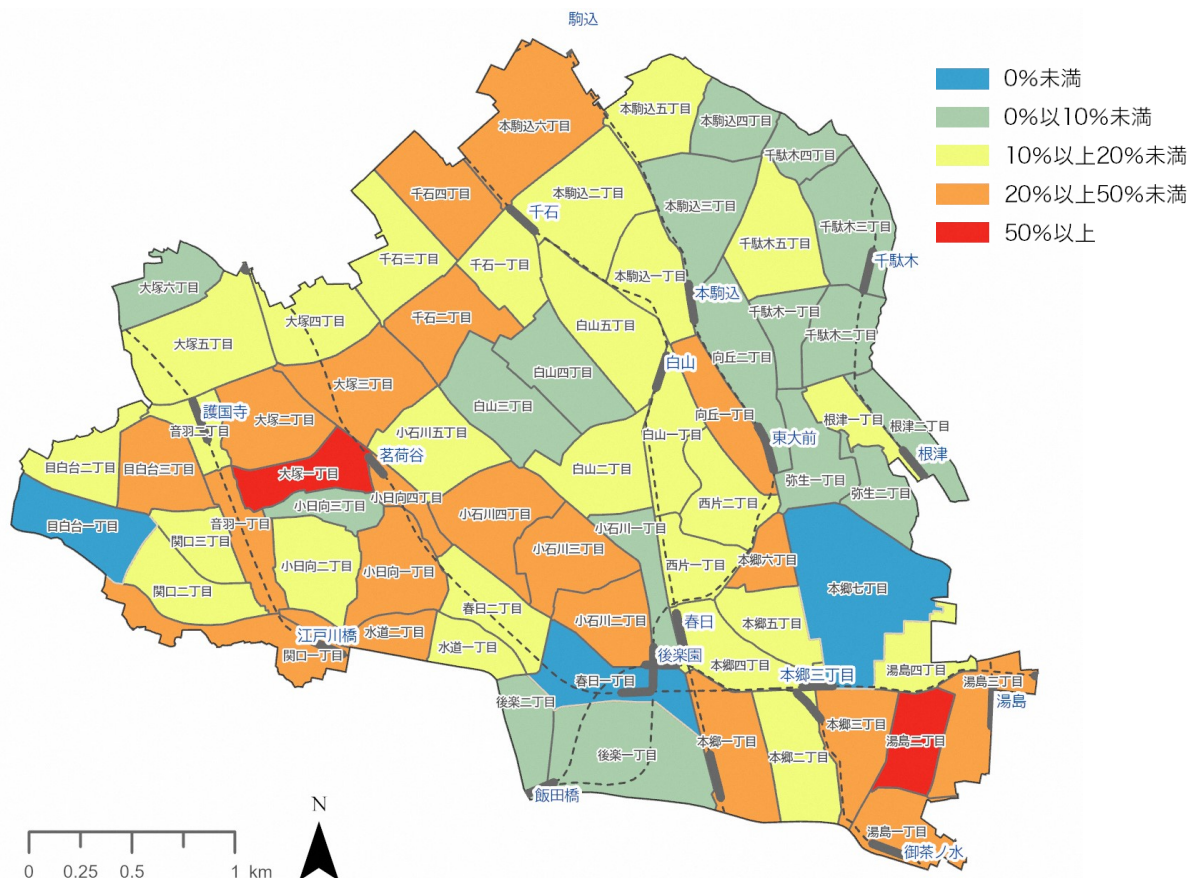 駒込
0%未満
0%以10%未満
10%以上20%未満
20%以上50%未満
50%以上
本駒込五丁目
本駒込四丁目
本駒込六丁目
千駄木四丁目
千石四丁目
本駒込二丁目
本駒込三丁目
千石
千駄木三丁目
千駄木五丁目
千石三丁目
千石一丁目
千駄木
本駒込一丁目
大塚六丁目
本駒込
千駄木一丁目
千石二丁目
大塚四丁目
白山五丁目
千駄木二丁目
大塚五丁目
向丘二丁目
白山
白山四丁目
大塚三丁目
白山三丁目
護国寺
向丘一丁目
大塚二丁目
根津一丁目
根津二丁目
音羽二丁目
小石川五丁目
白山一丁目
東大前
茗荷谷
根津
目白台二丁目
目白台三丁目
白山二丁目
大塚一丁目
弥生一丁目
弥生二丁目
小日向四丁目
小日向三丁目
西片二丁目
小石川四丁目
目白台一丁目
音羽一丁目
小石川一丁目
関口三丁目
小石川三丁目
本郷六丁目
小日向二丁目
小日向一丁目
西片一丁目
関口二丁目
本郷七丁目
春日二丁目
小石川二丁目
春日
本郷五丁目
江戸川橋
水道二丁目
水道一丁目
関口一丁目
後楽園
本郷四丁目
本郷三丁目
湯島四丁目
春日一丁目
湯島三丁目
湯島
後楽二丁目
本郷三丁目
本郷一丁目
湯島二丁目
後楽一丁目
本郷二丁目
飯田橋
湯島一丁目
御茶ノ水
N
0 0.25 0.5 1 km